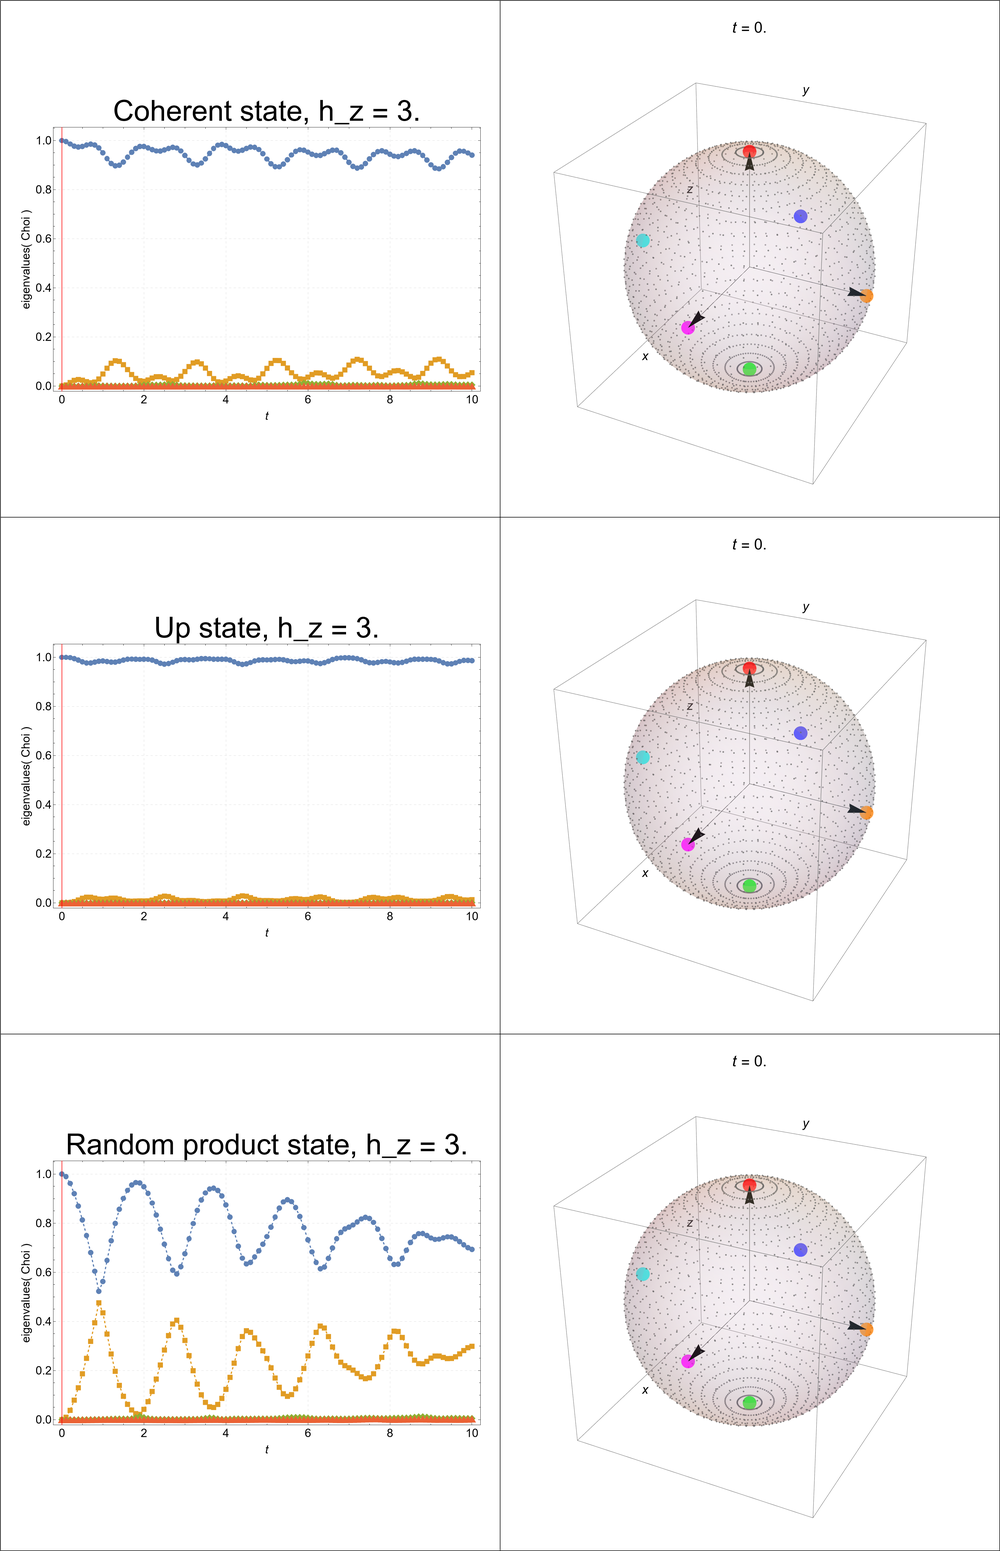 Coherent state, h_z = 3.
eigenvalues( Choi )
1.0
0.8
0.6
0.4
0.2
0.0
0 2 4 6 8 10
t
t = 0.
y
z
x
Up state, h_z = 3.
eigenvalues( Choi )
1.0
0.8
0.6
0.4
0.2
0.0
0 2 4 6 8 10
t
t = 0.
y
z
x
Random product state, h_z = 3.
eigenvalues( Choi )
1.0
0.8
0.6
0.4
0.2
0.0
0 2 4 6 8 10
t
t = 0.
y
z
x